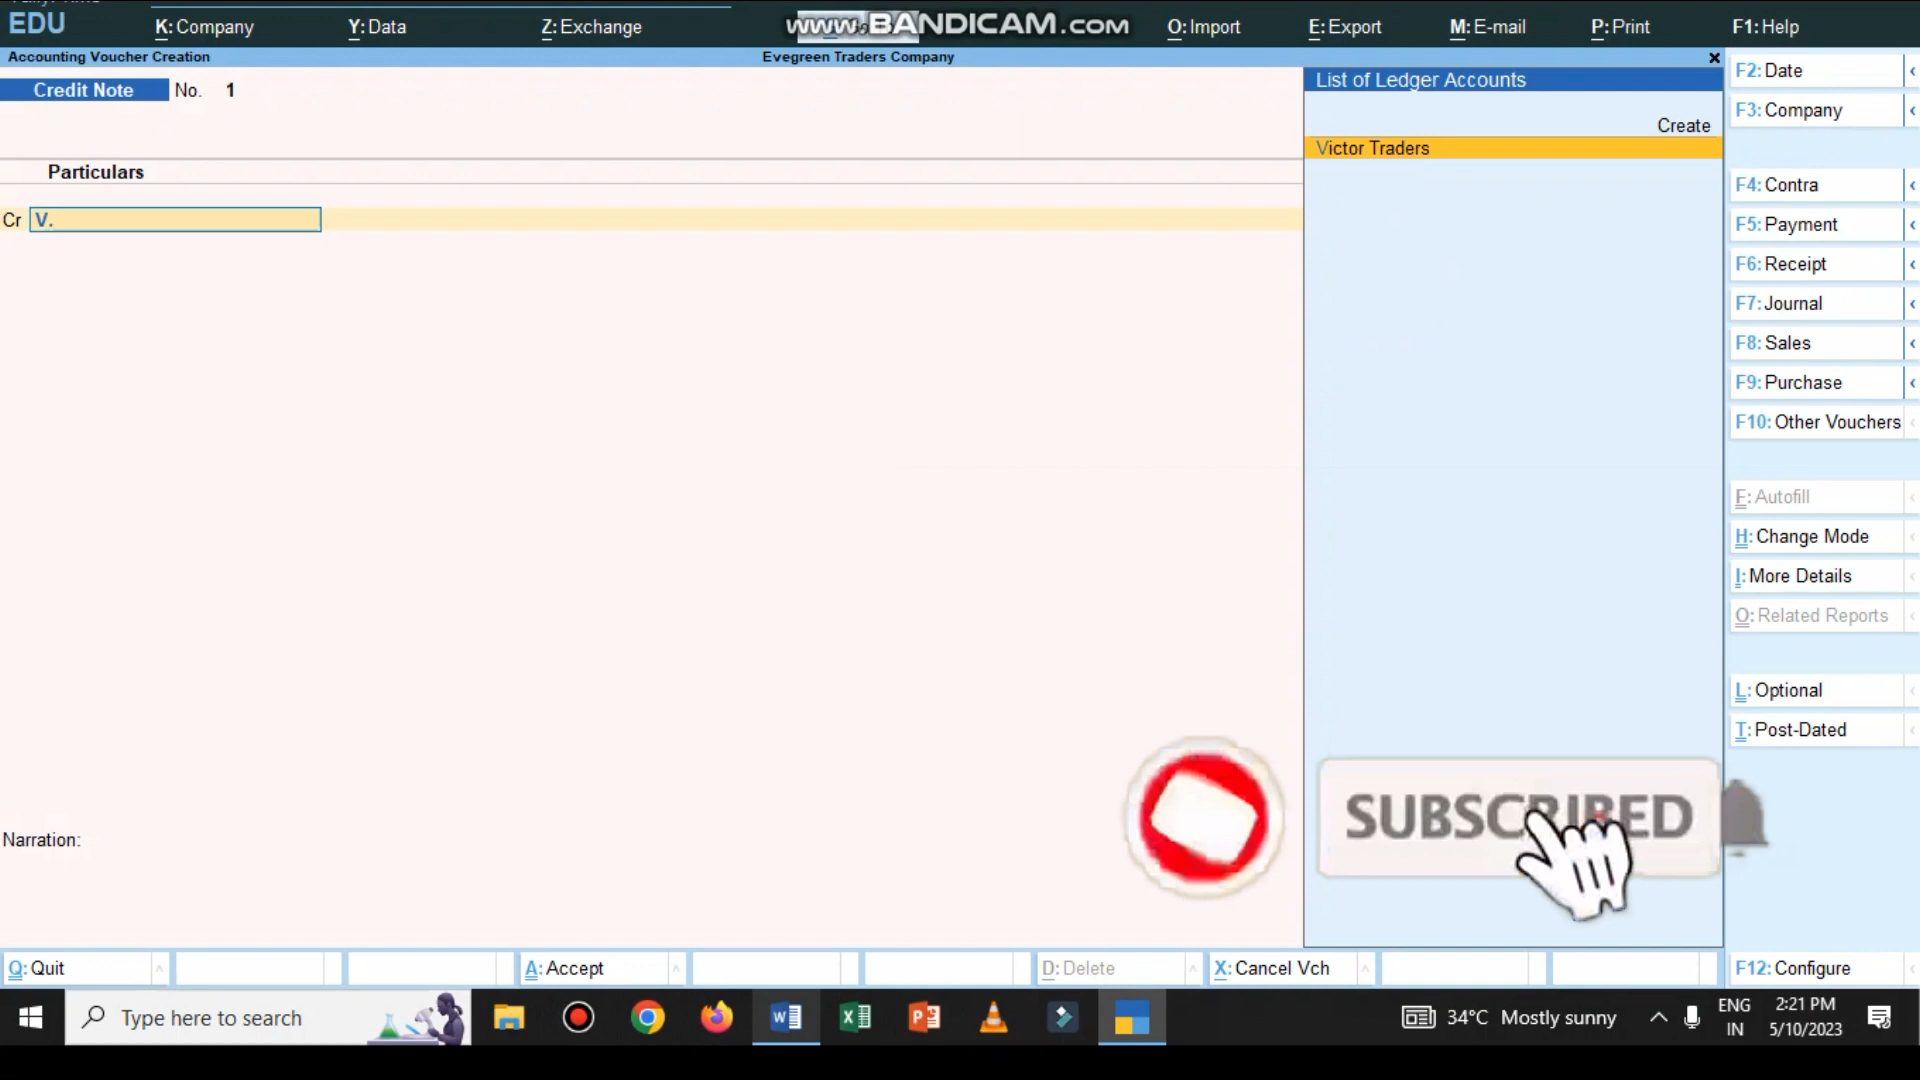 EDU
K: Company
Y: Data
Z: Exchange
www.BANDICAM.com
O: Import
E: Export
M: E-mail
P: Print
F1: Help
Accounting Voucher Creation
Evegreen Traders Company
Credit Note No. 1
Particulars
Cr V.
Narration:
List of Ledger Accounts
Create
Victor Traders
F2: Date
F3: Company
F4: Contra
F5: Payment
F6: Receipt
F7: Journal
F8: Sales
F9: Purchase
F10: Other Vouchers
F: Autofill
H: Change Mode
I: More Details
O: Related Reports
L: Optional
T: Post-Dated
SUBSCRIBED
Q: Quit
A: Accept
D: Delete
X: Cancel Vch
F12: Configure
Type here to search
34°C Mostly sunny
ENG
IN
2:21 PM
5/10/2023